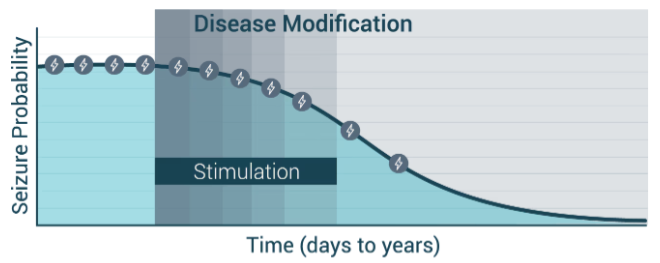 Disease Modification
Seizure Probability
Stimulation
Time (days to years)